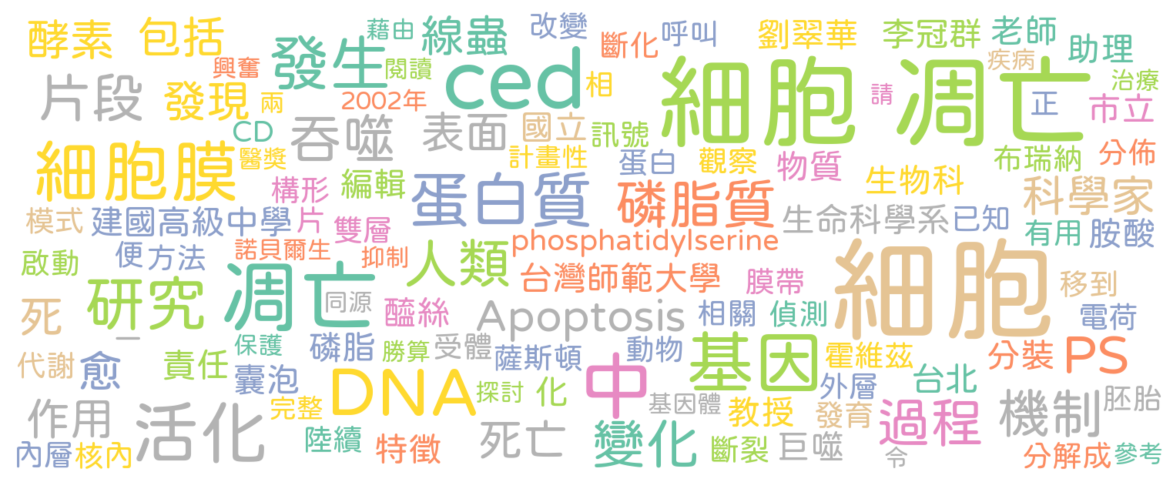 酵素 包括 藉由 線蟲 改變 呼叫 劉翠華 李冠群 老師 助理
興奮 發生 閱讀 ced 斷化 細胞 凋亡 疾病 治療
片段 發現 兩 2002年 相 請 正 市立
CD 吞噬 表面 國立 訊號 布瑞納 分佈
細胞膜 醫獎 計畫性 蛋白 觀察 物質 生物科
構形 編輯 蛋白質 磷脂質 科學家
模式 建國高級中學 片 雙層 生命科學系 已知 有用 胺酸
啟動 便 方法 諾貝爾生 抑制 人類 phosphatidylserine
研究 凋亡 同源 台灣師範大學 膜帶 細胞 移到
死 一 醯絲 Apoptosis 相關 偵測 電荷
代謝 愈 責任 保護 磷脂 勝算 受體 薩斯頓 動物 基因 霍維茲 分裝 PS
囊泡 DNA 探討 化 中 外層 台北
作用 活化 完整 基因體 教授 發育 過程 機制 胚胎
內層 核內 陸續 特徵 死亡 變化 斷裂 巨噬 令 分解成 參考